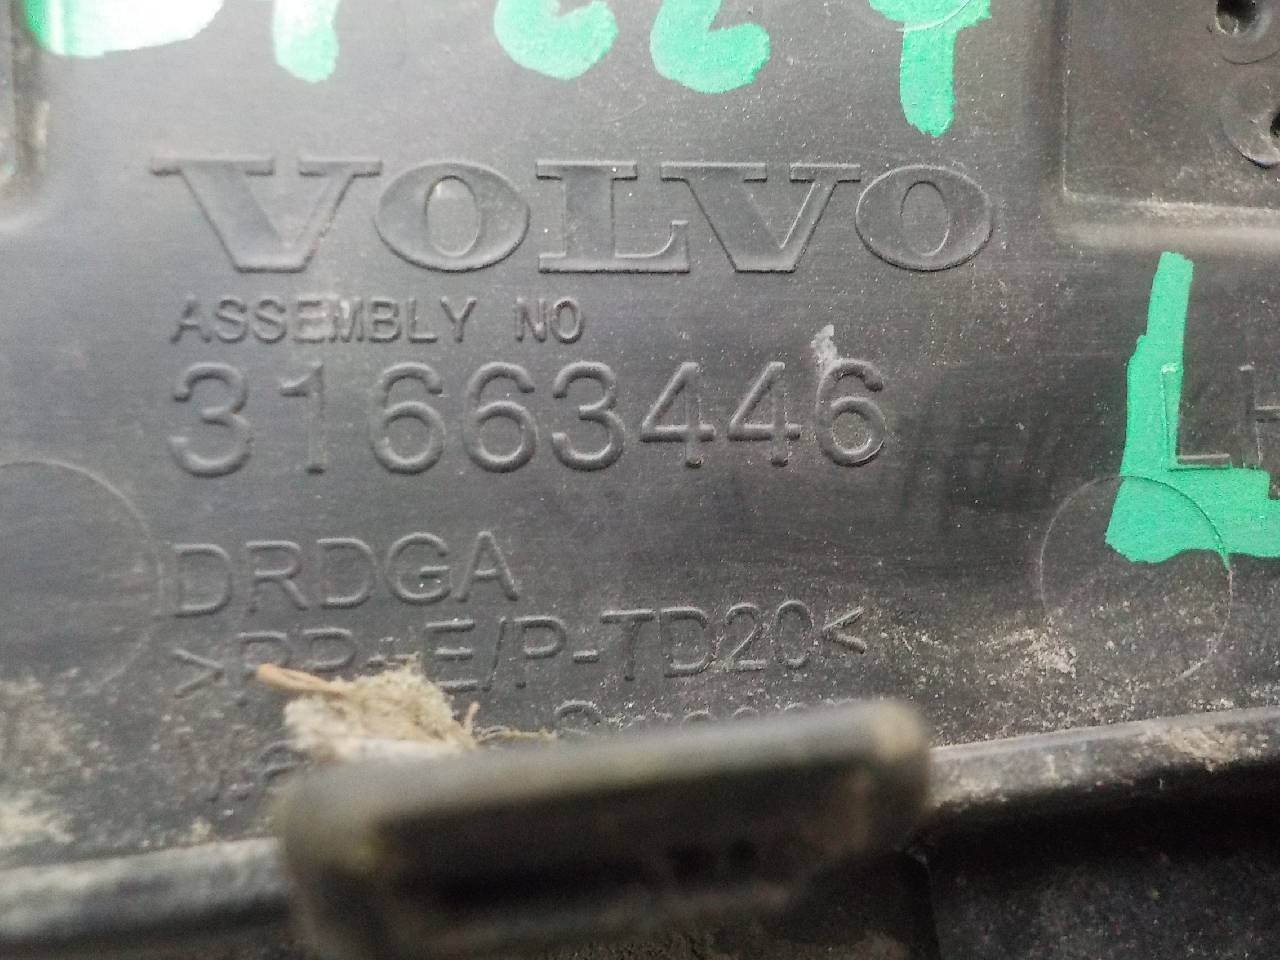 VOLVO
ASSEMBLY NO
31663446
LH
DRDGA
>PP+E/P-TD20<